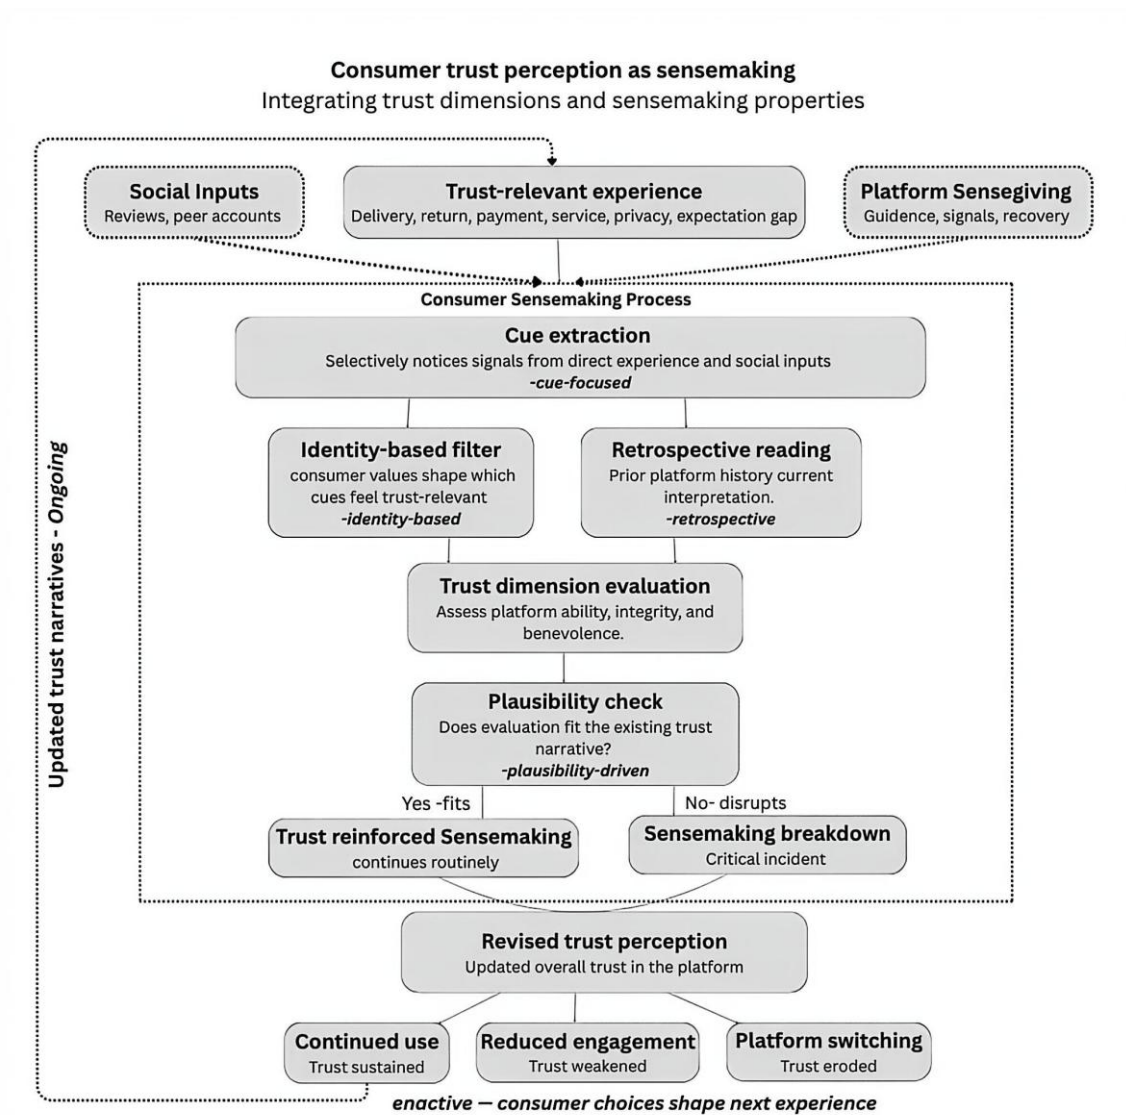 Consumer trust perception as sensemaking
Integrating trust dimensions and sensemaking properties
Social Inputs
Reviews, peer accounts
Trust-relevant experience
Delivery, return, payment, service, privacy, expectation gap
Platform Sensegiving
Guidence, signals, recovery
Consumer Sensemaking Process
Cue extraction
Selectively notices signals from direct experience and social inputs
-cue-focused
Identity-based filter
consumer values shape which
cues feel trust-relevant
-identity-based
Retrospective reading
Prior platform history current
interpretation.
-retrospective
Trust dimension evaluation
Assess platform ability, integrity, and
benevolence.
Plausibility check
Does evaluation fit the existing trust
narrative?
-plausibility-driven
Yes -fits
No- disrupts
Trust reinforced Sensemaking
continues routinely
Sensemaking breakdown
Critical incident
Revised trust perception
Updated overall trust in the platform
Continued use
Trust sustained
Reduced engagement
Trust weakened
Platform switching
Trust eroded
enactive — consumer choices shape next experience
Updated trust narratives - Ongoing